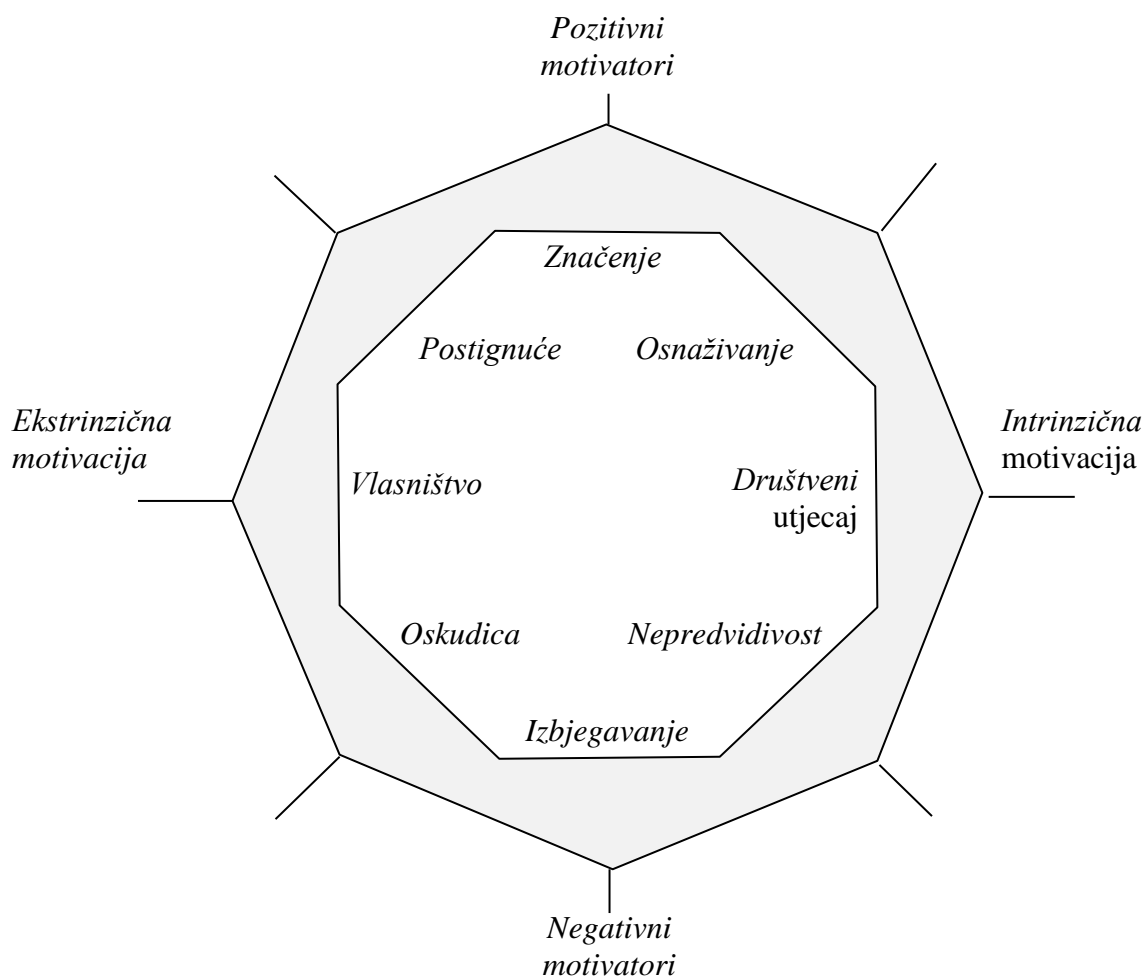 Pozitivni
motivatori
Značenje
Postignuće
Osnaživanje
Ekstrinzična
motivacija
Intrinzična
motivacija
Vlasništvo
Društveni
utjecaj
Oskudica
Nepredvidivost
Izbjegavanje
Negativni
motivatori